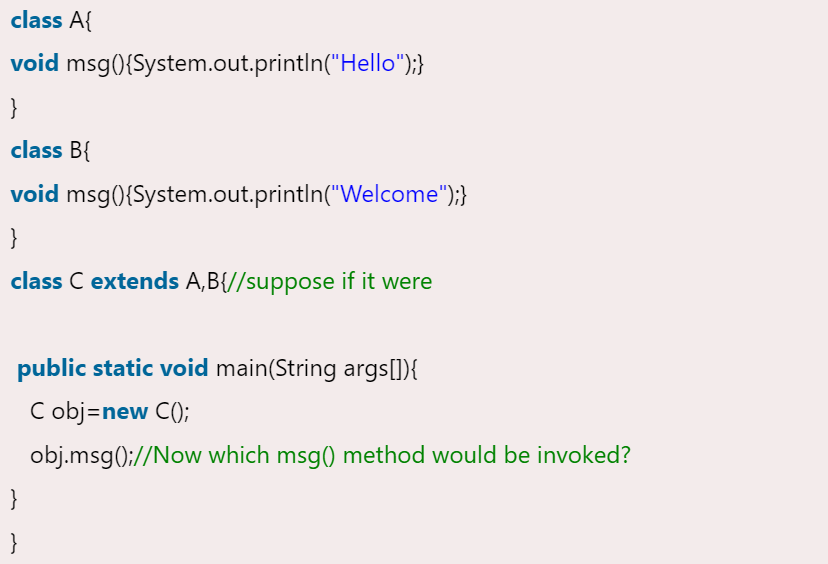 class A{
void msg(){System.out.println("Hello");}
}
class B{
void msg(){System.out.println("Welcome");}
}
class C extends A,B{//suppose if it were
public static void main(String args[]){
C obj=new C();
obj.msg();//Now which msg() method would be invoked?
}
}